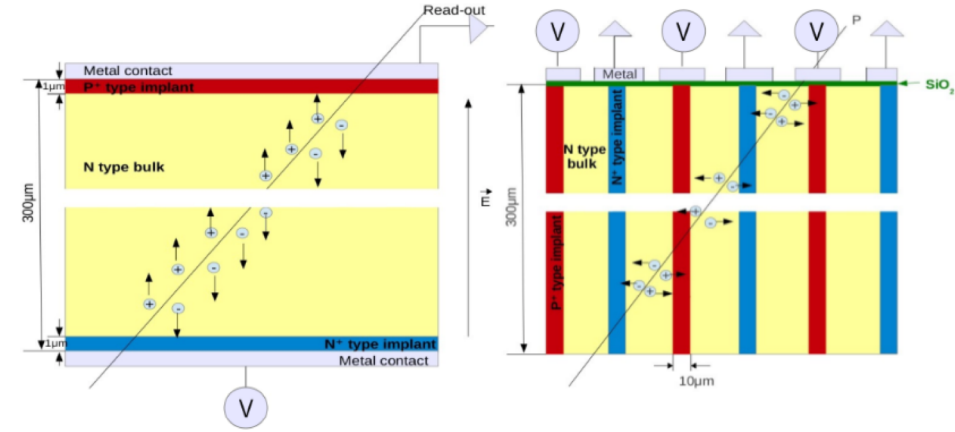 Read-out
Metal contact
1μm
P⁺ type implant
N type bulk
300μm
1μm
N⁺ type implant
Metal contact
V
E
V
V
V
P
Metal
SiO₂
N type
bulk
N⁺ type implant
300μm
P⁺ type implant
10μm